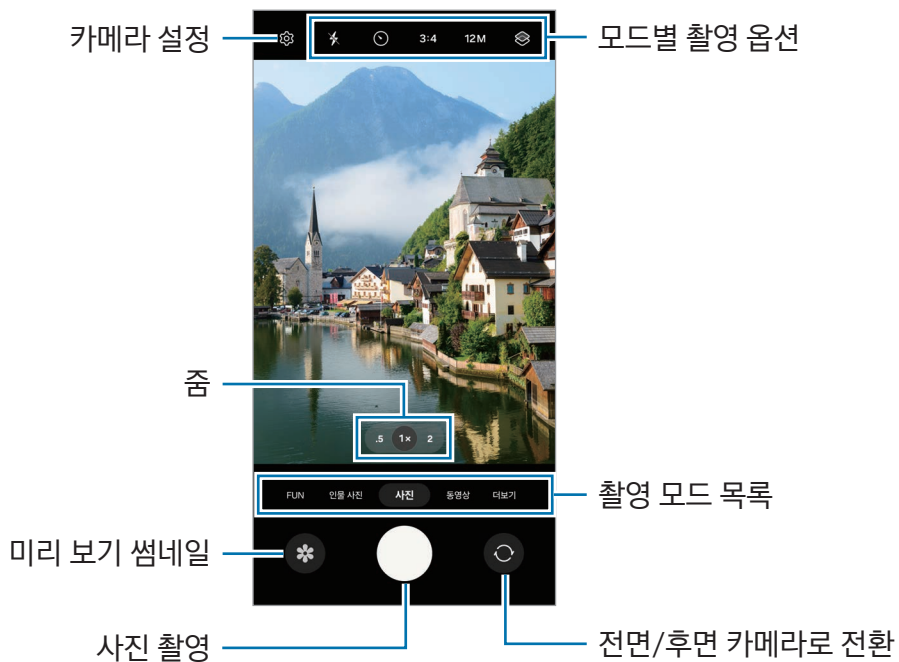 카메라 설정
3:4 12M
모드별 촬영 옵션
줌
.5 1× 2
FUN 인물 사진 사진 동영상 더보기
촬영 모드 목록
미리 보기 썸네일
사진 촬영
전면/후면 카메라로 전환